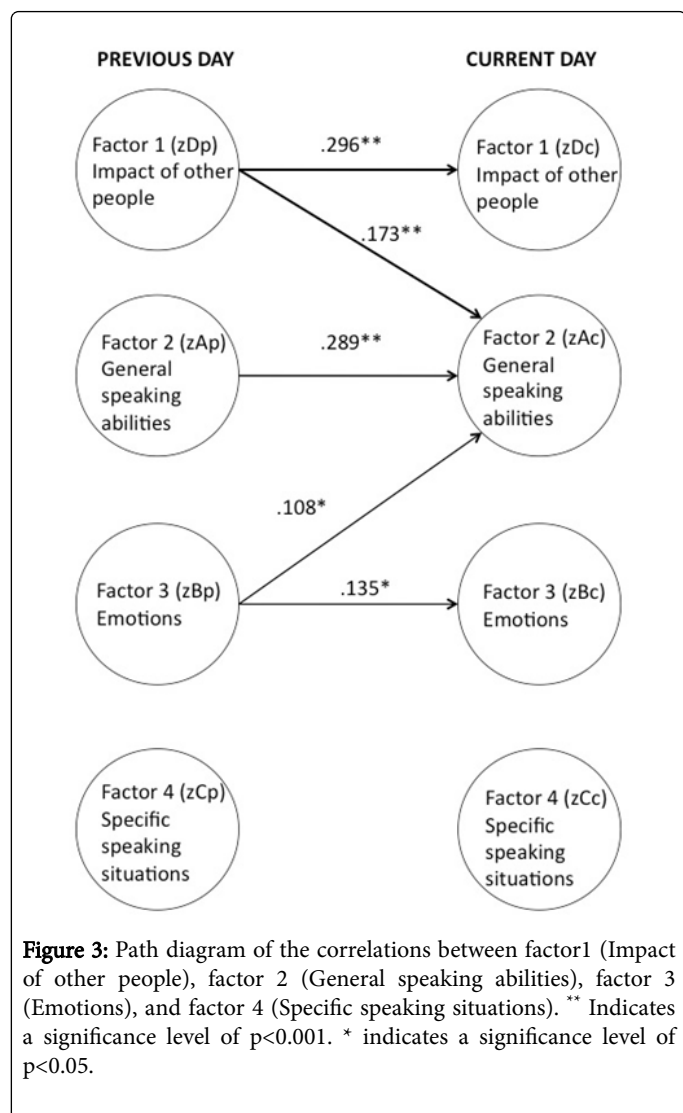 PREVIOUS DAY
CURRENT DAY
Factor 1 (zDp)
Impact of other
people
.296**
Factor 1 (zDc)
Impact of other
people
.173**
Factor 2 (zAp)
General
speaking
abilities
.289**
Factor 2 (zAc)
General
speaking
abilities
.108*
Factor 3 (zBp)
Emotions
.135*
Factor 3 (zBc)
Emotions
Factor 4 (zCp)
Specific
speaking
situations
Factor 4 (zCc)
Specific
speaking
situations
Figure 3: Path diagram of the correlations between factor1 (Impact
of other people), factor 2 (General speaking abilities), factor 3
(Emotions), and factor 4 (Specific speaking situations). ** Indicates
a significance level of p<0.001. * indicates a significance level of
p<0.05.